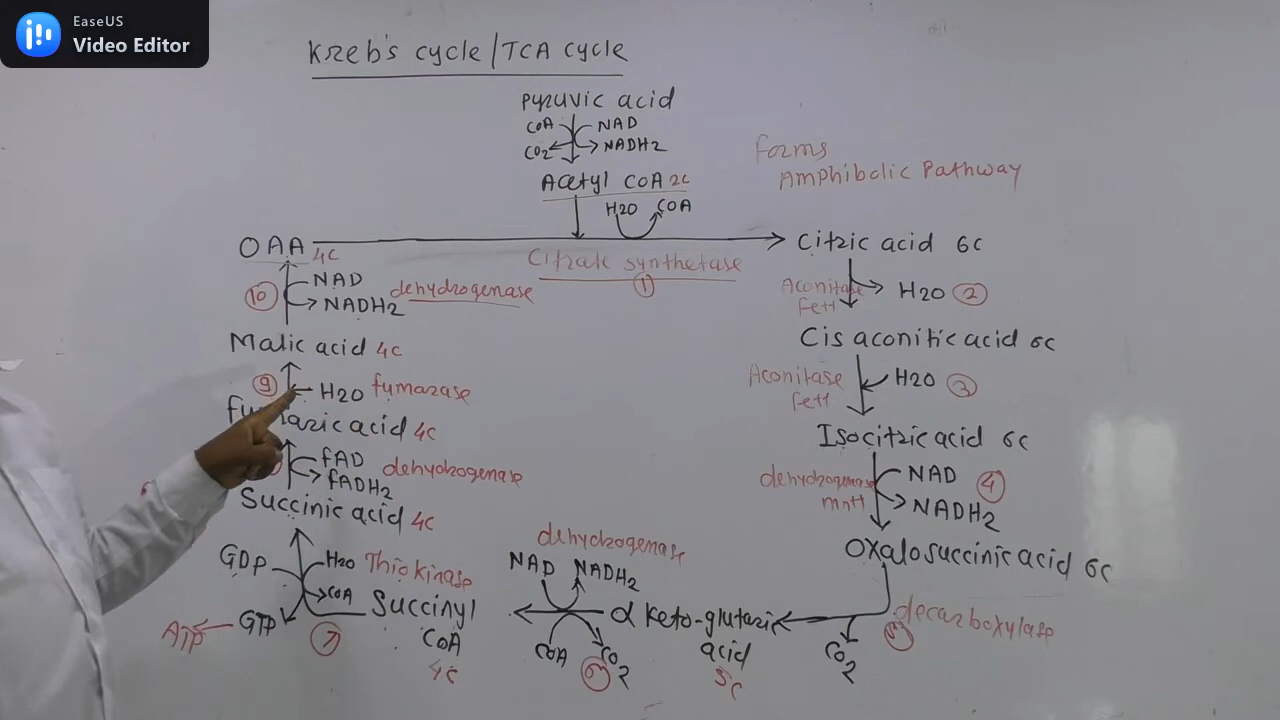 EaseUS
Video Editor
Kreb's cycle/TCA cycle
Pyruvic acid
CoA NAD
CO2 NADH2
Acetyl COA 2C
H2O COA
forms
Amphibolic Pathway
OAA 4C
Citrate synthetase
1
Citric acid 6C
Aconitase
fe++
H2O 2
Cis aconitic acid 6C
Aconitase
fe++
H2O 3
Isocitric acid 6C
dehydrogenase
mn++
NAD
NADH2
4
Oxalosuccinic acid 6C
decarboxylase
CO2
α keto-glutaric
acid
5C
dehydrogenase
NAD NADH2
CoA CO2
6
Succinyl
CoA
4C
Thiokinase
H2O
CoA
GDP
GTP
ATP
7
Succinic acid 4C
FAD
FADH2
dehydrogenase
acid 4C
9
H2O fumarase
Malic acid 4C
10
NAD
NADH2
dehydrogenase